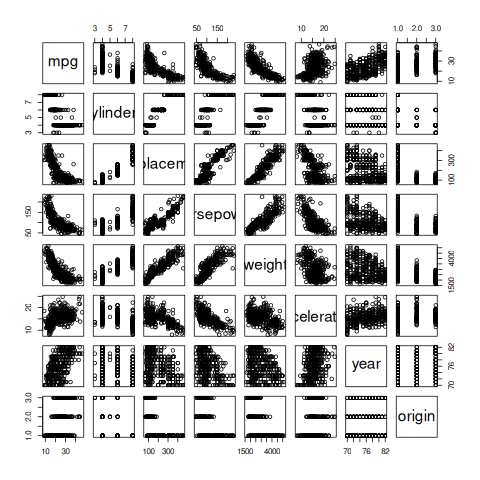 3 5 7 50 150 10 20 1.0 2.0 3.0
mpg 10 30
3 5 7 ylinder
placem 100 300
50 150 rsepow
weight 1500 4000
10 20 celerat
year 70 76 82
1.0 2.0 3.0 origin
10 30 100 300 1500 4000 70 76 82